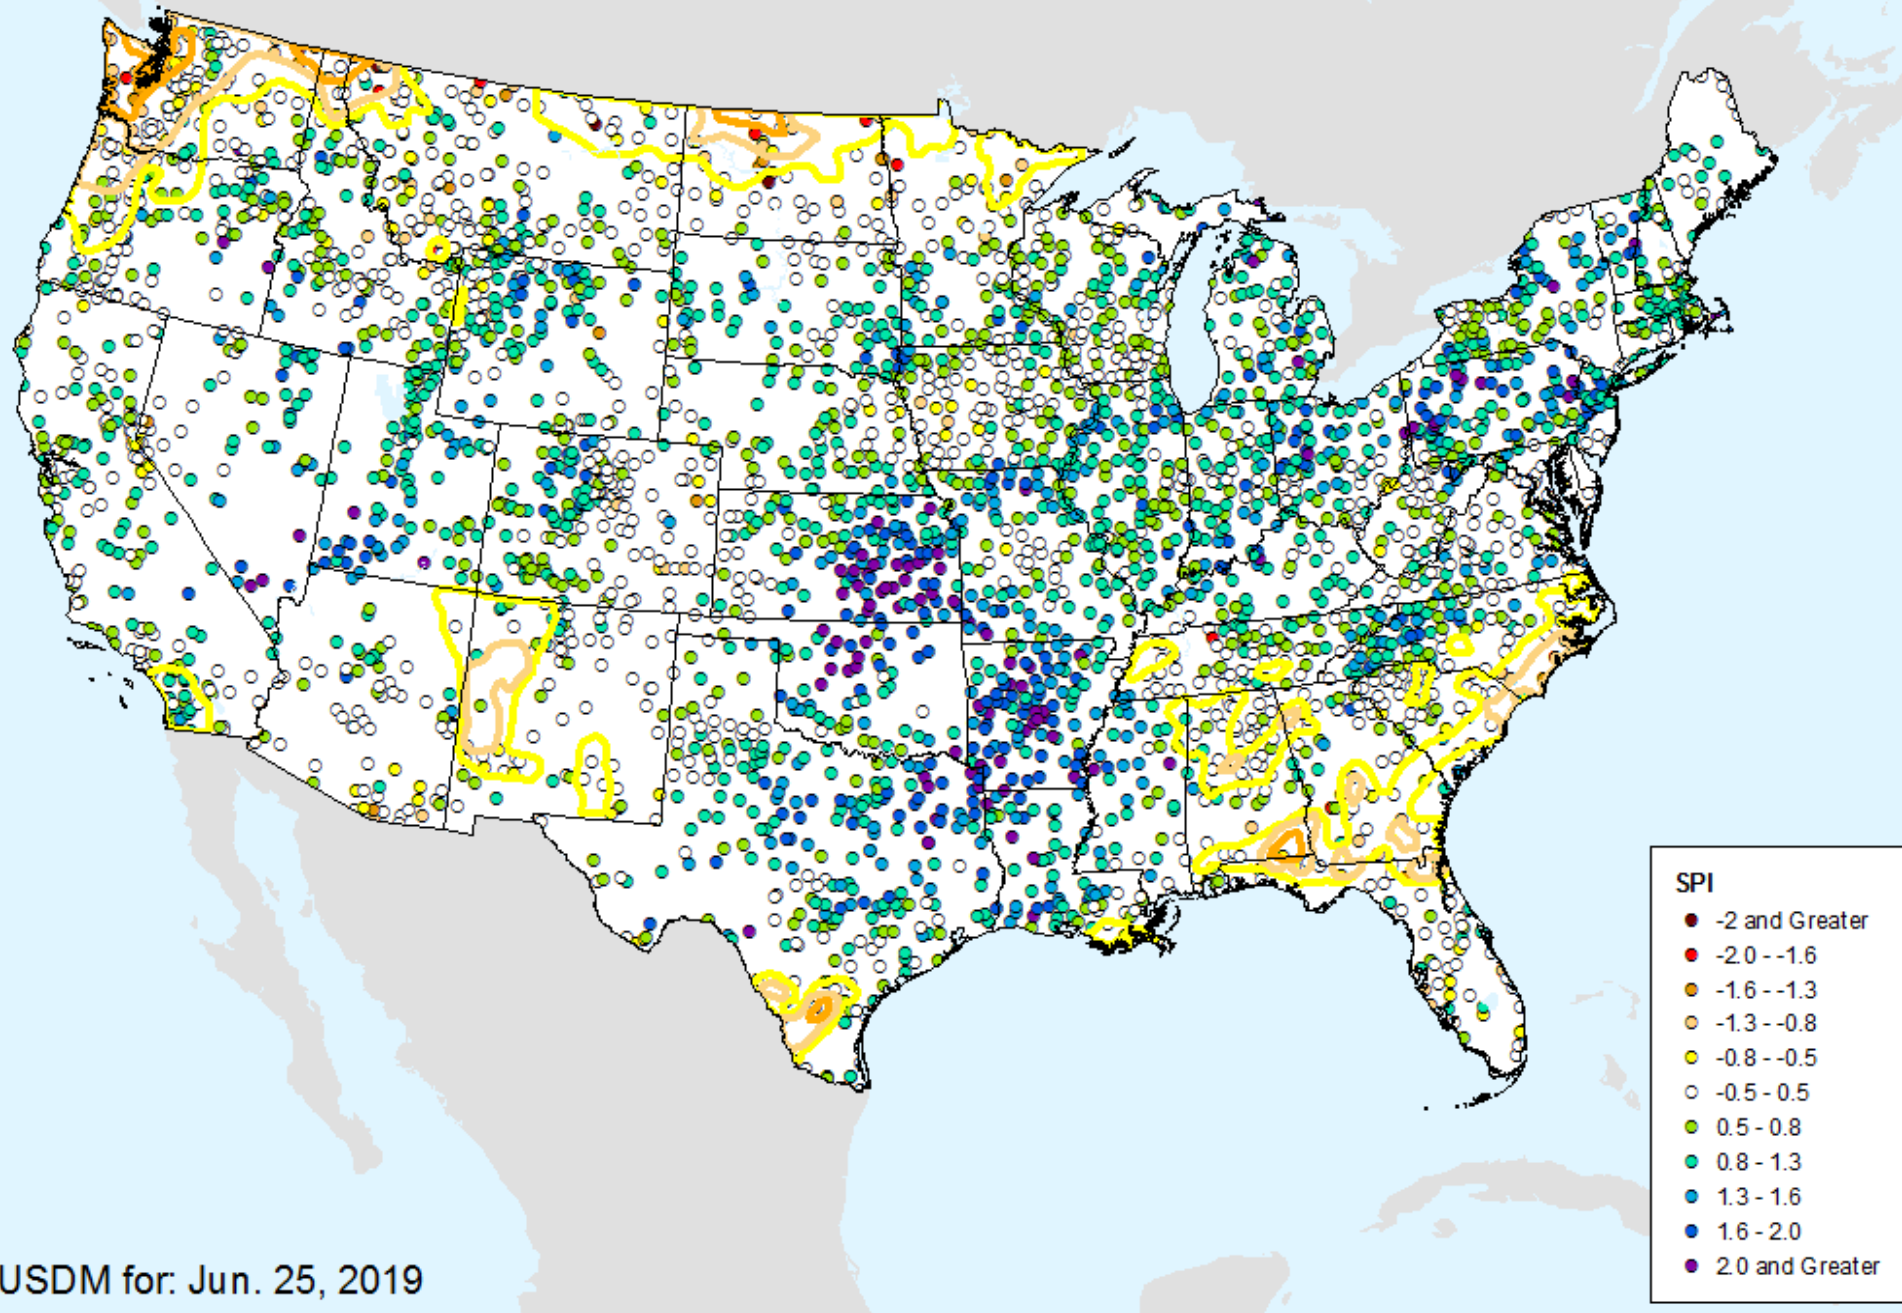 SPI
-2 and Greater
-2.0 - -1.6
-1.6 - -1.3
-1.3 - -0.8
-0.8 - -0.5
-0.5 - 0.5
0.5 - 0.8
0.8 - 1.3
1.3 - 1.6
1.6 - 2.0
2.0 and Greater
USDM for: Jun. 25, 2019